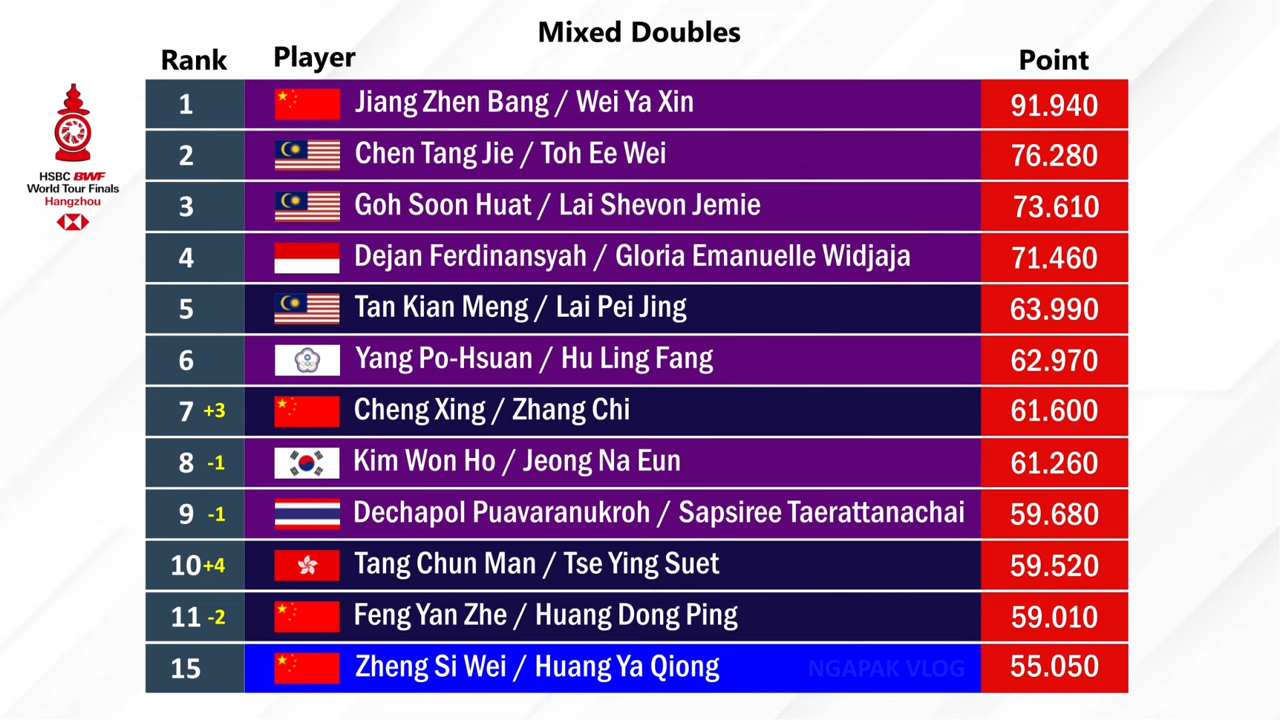 Mixed Doubles
Rank Player Point
HSBC BWF
World Tour Finals
Hangzhou
1 Jiang Zhen Bang / Wei Ya Xin 91.940
2 Chen Tang Jie / Toh Ee Wei 76.280
3 Goh Soon Huat / Lai Shevon Jemie 73.610
4 Dejan Ferdinansyah / Gloria Emanuelle Widjaja 71.460
5 Tan Kian Meng / Lai Pei Jing 63.990
6 Yang Po-Hsuan / Hu Ling Fang 62.970
7 +3 Cheng Xing / Zhang Chi 61.600
8 -1 Kim Won Ho / Jeong Na Eun 61.260
9 -1 Dechapol Puavaranukroh / Sapsiree Taerattanachai 59.680
10 +4 Tang Chun Man / Tse Ying Suet 59.520
11 -2 Feng Yan Zhe / Huang Dong Ping 59.010
15 Zheng Si Wei / Huang Ya Qiong NGAPAK VLOG 55.050